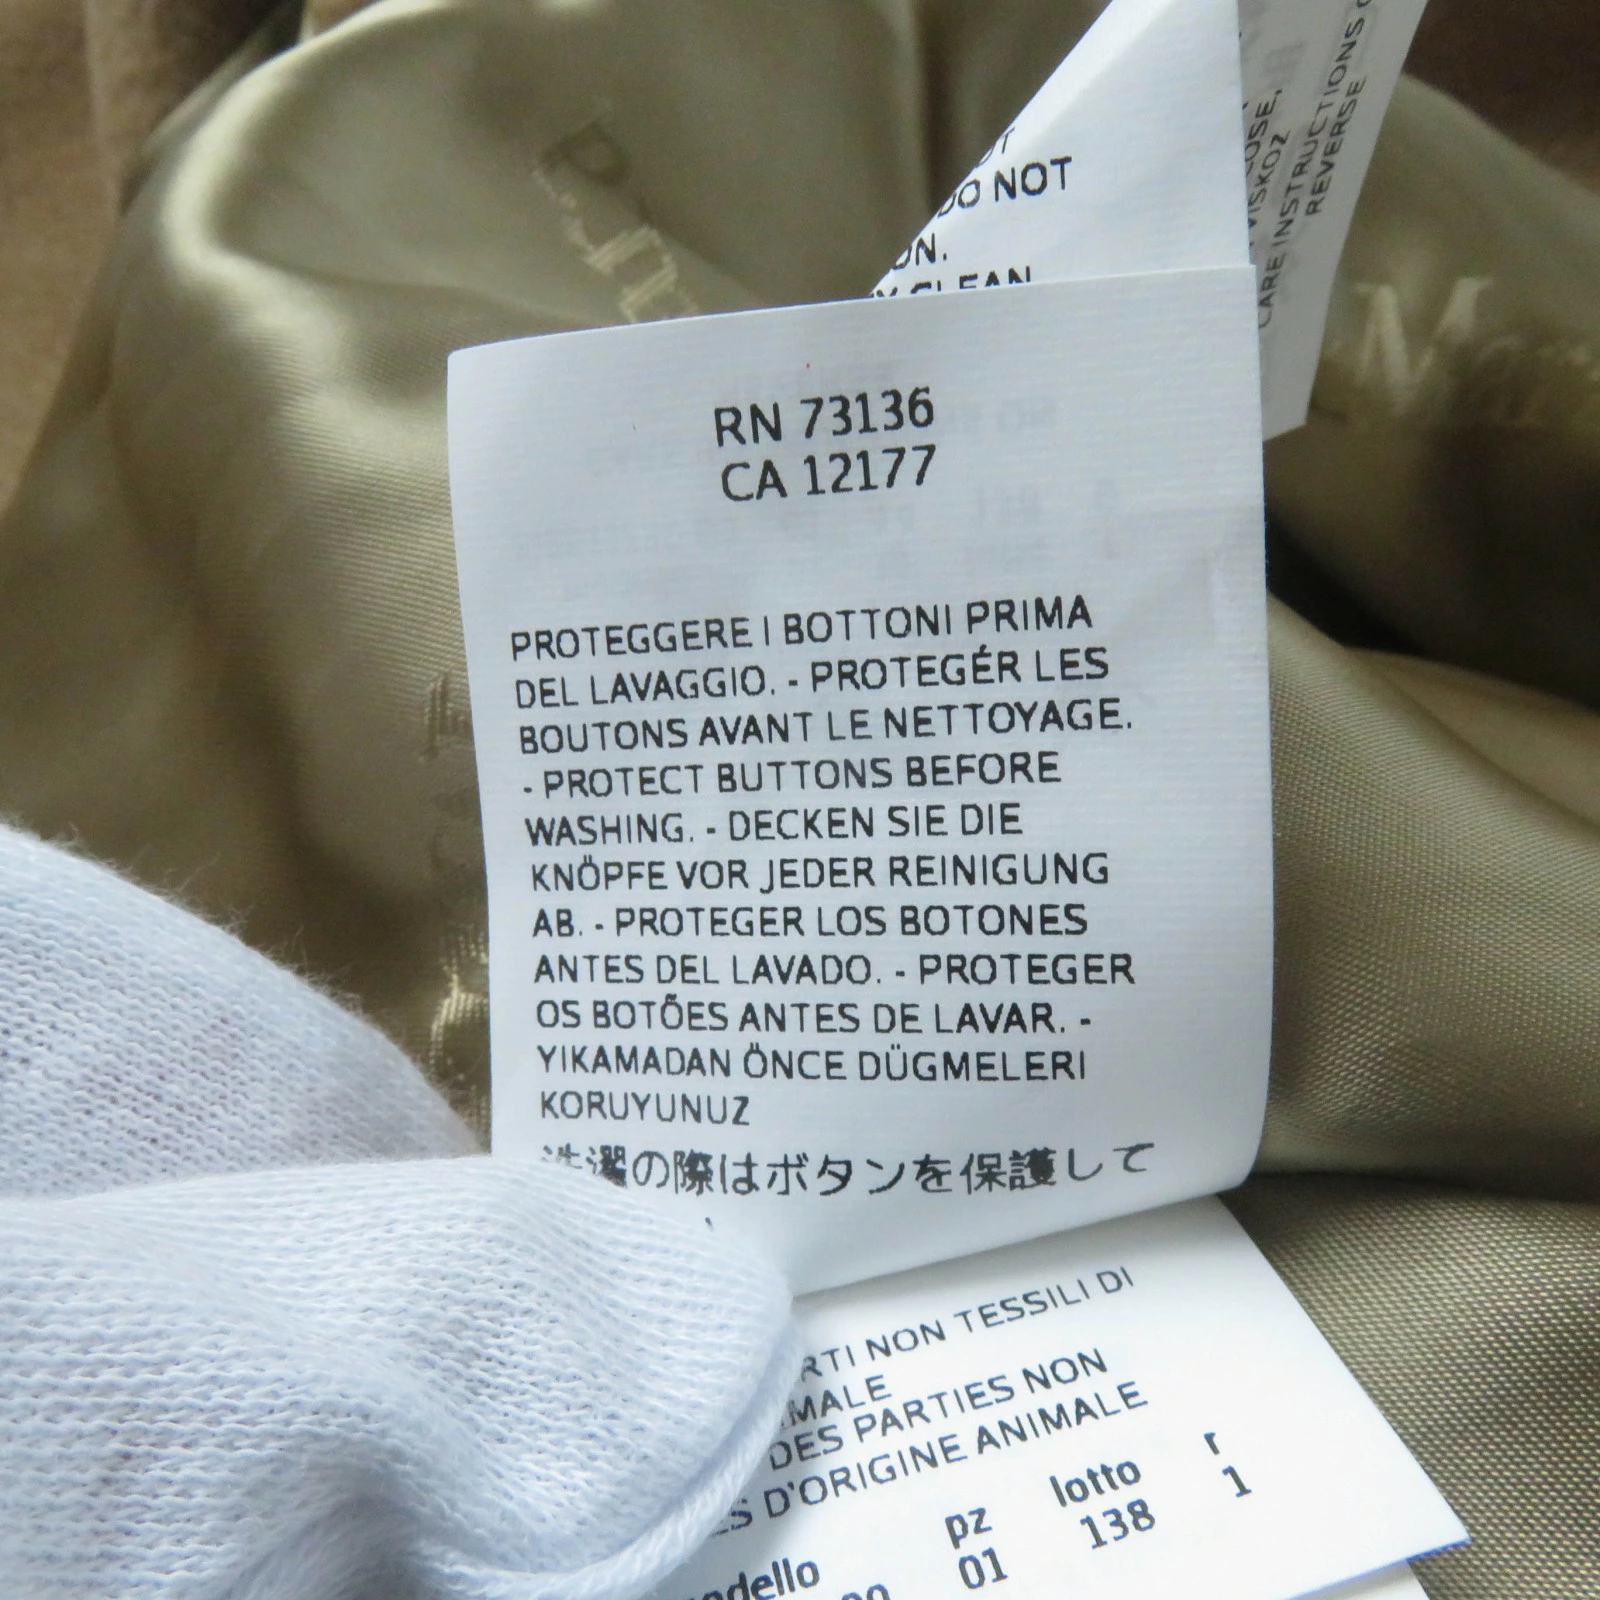 DO NOT
CLEAN
VISKOZ
CARE INSTRUCTIONS
REVERSE
RN 73136
CA 12177
PROTEGGERE I BOTTONI PRIMA
DEL LAVAGGIO. - PROTEGÉR LES
BOUTONS AVANT LE NETTOYAGE.
- PROTECT BUTTONS BEFORE
WASHING. - DECKEN SIE DIE
KNÖPFE VOR JEDER REINIGUNG
AB. - PROTEGER LOS BOTONES
ANTES DEL LAVADO. - PROTEGER
OS BOTÕES ANTES DE LAVAR. -
YIKAMADAN ÖNCE DÜGMELERI
KORUYUNUZ
洗濯の際はボタンを保護して
NON TESSILI DI
DES PARTIES NON
D'ORIGINE ANIMALE
pz lotto r
01 138 1